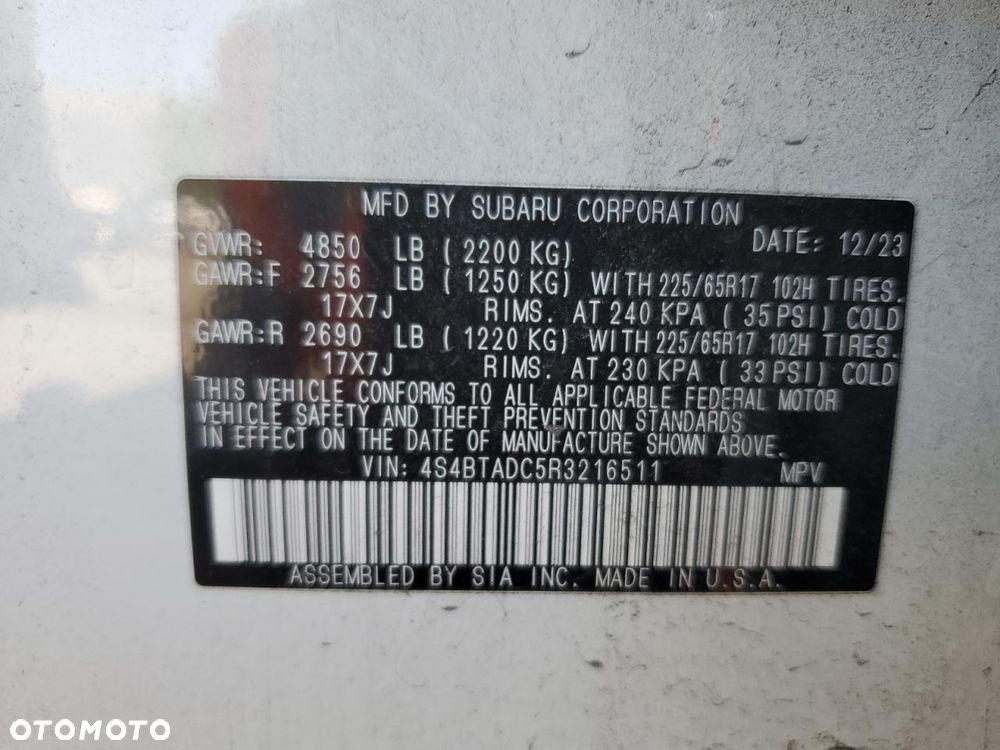 MFD BY SUBARU CORPORATION
DATE: 12/23
GVWR: 4850 LB ( 2200 KG)
GAWR:F 2756 LB ( 1250 KG) WITH 225/65R17 102H TIRES.
17X7J RIMS. AT 240 KPA ( 35 PSI) COLD
GAWR:R 2690 LB ( 1220 KG) WITH 225/65R17 102H TIRES.
17X7J RIMS. AT 230 KPA ( 33 PSI) COLD
THIS VEHICLE CONFORMS TO ALL APPLICABLE FEDERAL MOTOR
VEHICLE SAFETY AND THEFT PREVENTION STANDARDS
IN EFFECT ON THE DATE OF MANUFACTURE SHOWN ABOVE.
VIN: 4S4BTADC5R3216511 MPV
ASSEMBLED BY SIA INC. MADE IN U.S.A.
OTOMOTO